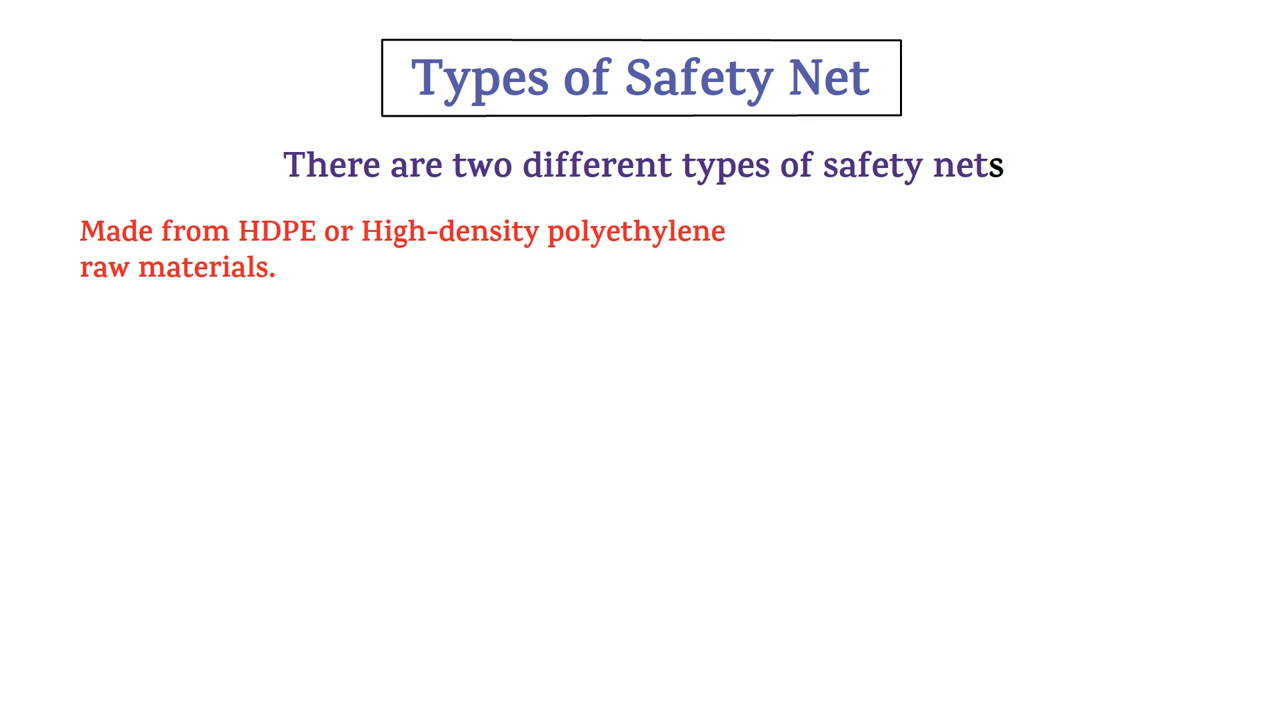 Types of Safety Net
There are two different types of safety nets
Made from HDPE or High-density polyethylene
raw materials.